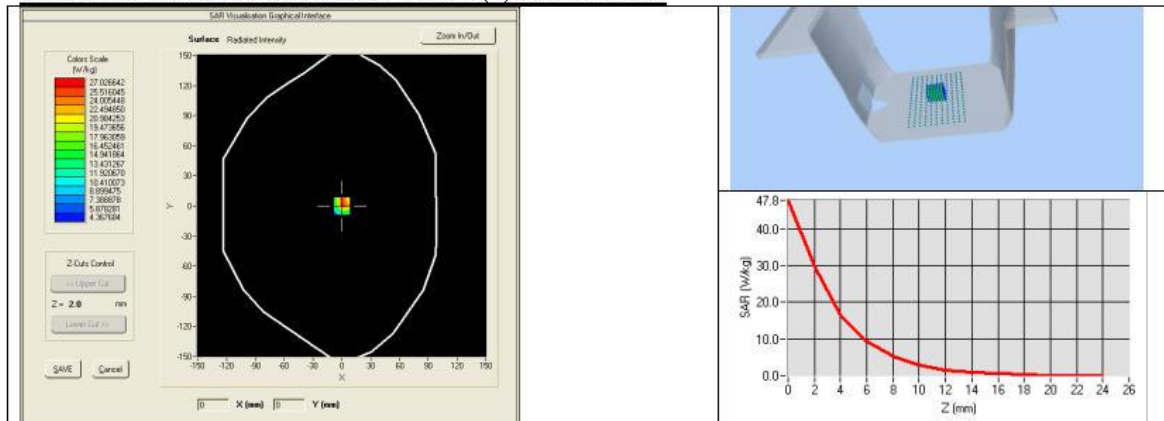 SAR Visualisation Graphical Interface
Surface Radiated Intensity
Zoom In/Out
Colors Scale
(W/kg)
27.026642
25.516045
24.005448
22.494850
20.984253
19.473656
17.963059
16.452461
14.941864
13.431267
11.920670
10.410073
8.899475
7.388878
5.878281
4.367684
150-
120-
90-
60-
30-
0-
-30-
-60-
-90-
-120-
-150-
Y
-150 -120 -90 -60 -30 0 30 60 90 120 150
X
Z-Cuts Control
<< Upper Cut
Z= 2.0 mm
Lower Cut >>
SAVE Cancel
0 X (mm) 0 Y (mm)
47.8-
40.0-
30.0-
20.0-
10.0-
0.0-
SAR (W/kg)
0 2 4 6 8 10 12 14 16 18 20 22 24 26
Z (mm)